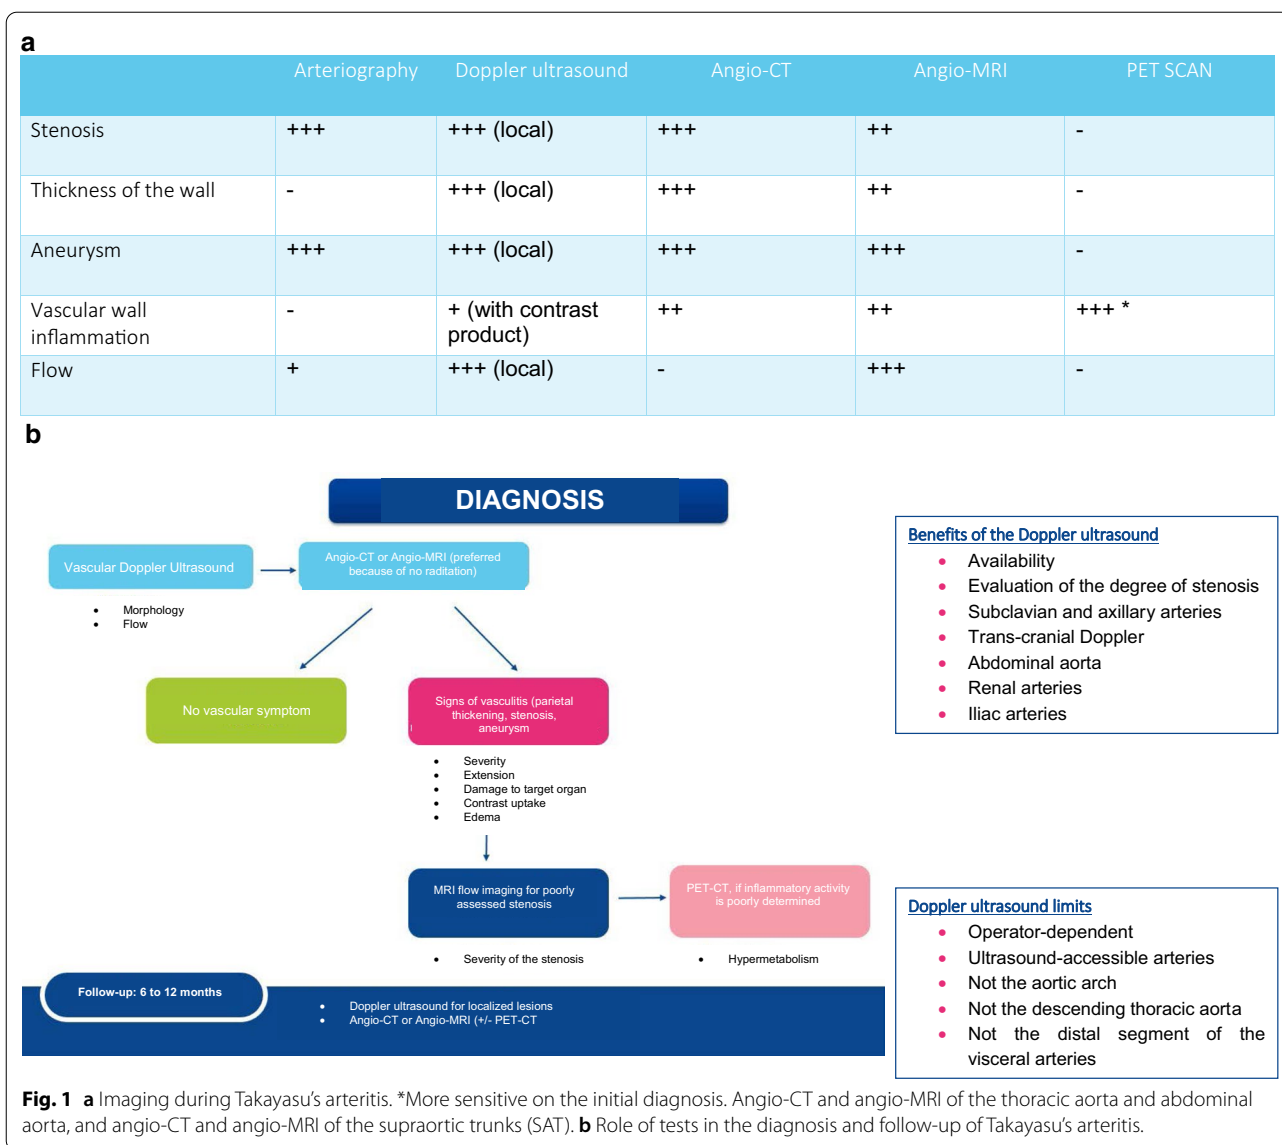 a
Arteriography Doppler ultrasound Angio-CT Angio-MRI PET SCAN
Stenosis +++ +++ (local) +++ ++ -
Thickness of the wall - +++ (local) +++ ++ -
Aneurysm +++ +++ (local) +++ +++ -
Vascular wall
inflammation - + (with contrast
product) ++ ++ +++ *
Flow + +++ (local) - +++ -
b
DIAGNOSIS
Vascular Doppler Ultrasound
• Morphology
• Flow
Angio-CT or Angio-MRI (preferred
because of no raditation)
No vascular symptom
Signs of vasculitis (parietal
thickening, stenosis,
aneurysm
• Severity
• Extension
• Damage to target organ
• Contrast uptake
• Edema
MRI flow imaging for poorly
assessed stenosis
• Severity of the stenosis
PET-CT, if inflammatory activity
is poorly determined
• Hypermetabolism
Follow-up: 6 to 12 months
• Doppler ultrasound for localized lesions
• Angio-CT or Angio-MRI (+/- PET-CT
Benefits of the Doppler ultrasound
• Availability
• Evaluation of the degree of stenosis
• Subclavian and axillary arteries
• Trans-cranial Doppler
• Abdominal aorta
• Renal arteries
• Iliac arteries
Doppler ultrasound limits
• Operator-dependent
• Ultrasound-accessible arteries
• Not the aortic arch
• Not the descending thoracic aorta
• Not the distal segment of the
visceral arteries
Fig. 1 a Imaging during Takayasu's arteritis. *More sensitive on the initial diagnosis. Angio-CT and angio-MRI of the thoracic aorta and abdominal
aorta, and angio-CT and angio-MRI of the supraortic trunks (SAT). b Role of tests in the diagnosis and follow-up of Takayasu's arteritis.